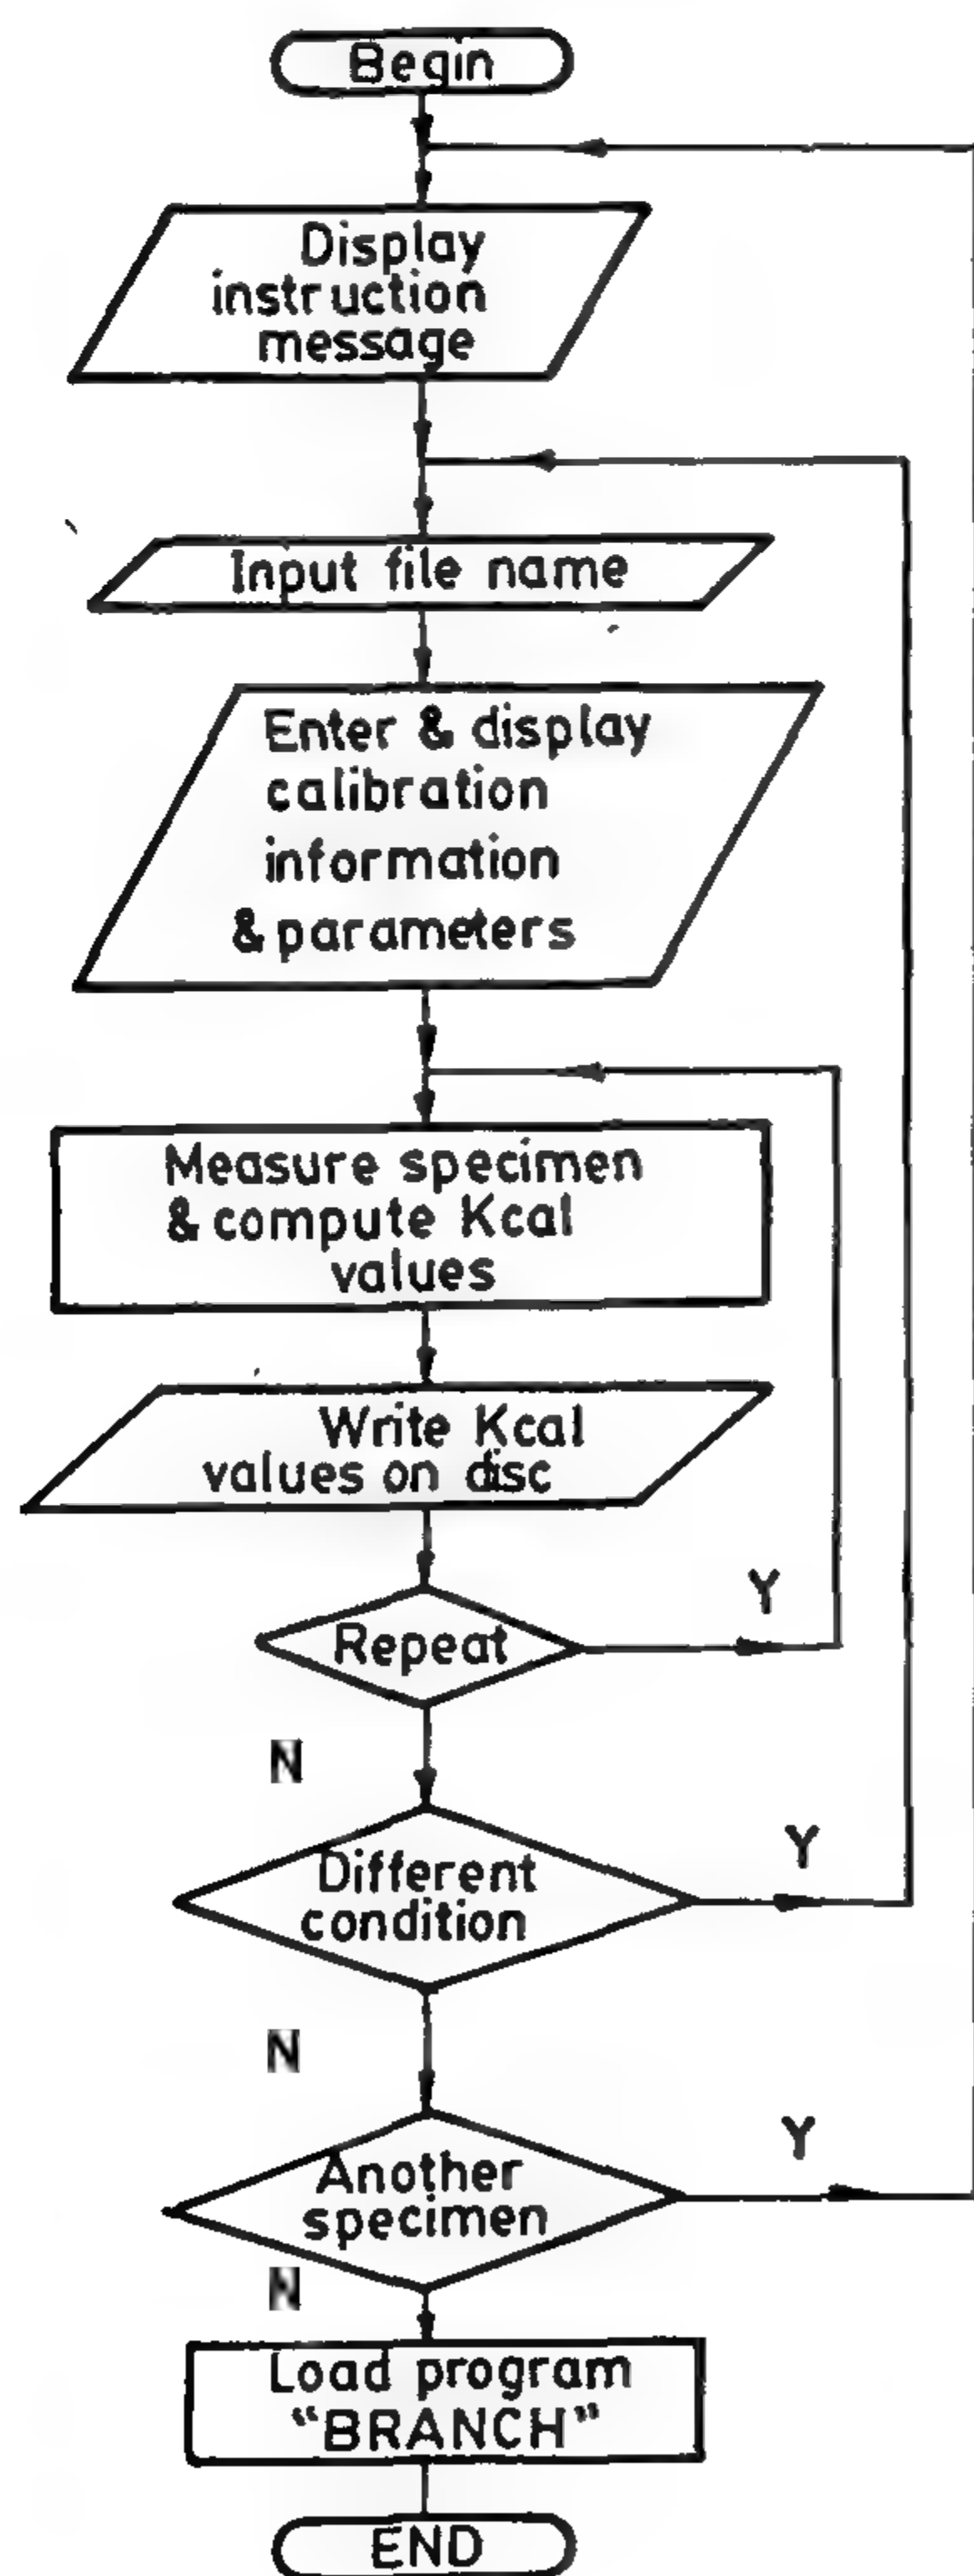 Begin
Display
instruction
message
Input file name
Enter & display
calibration
information
& parameters
Measure specimen
& compute Kcal
values
Write Kcal
values on disc
Repeat
Y
N
Different
condition
Y
N
Another
specimen
Y
N
Load program
"BRANCH"
END